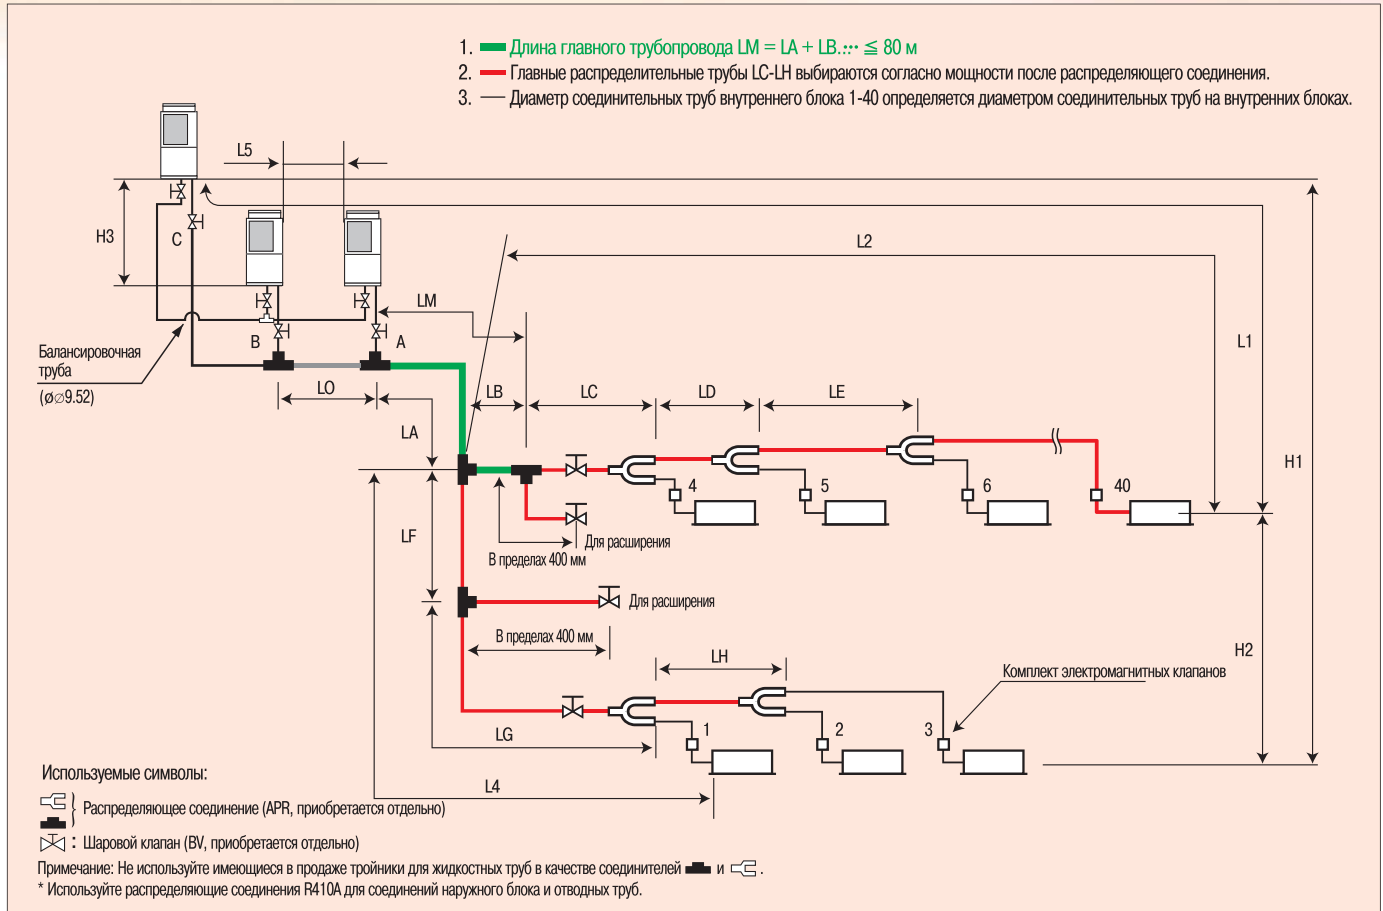 1. Длина главного трубопровода LM = LA + LB.··· ≦ 80 м
2. Главные распределительные трубы LC-LH выбираются согласно мощности после распределяющего соединения.
3. Диаметр соединительных труб внутреннего блока 1-40 определяется диаметром соединительных труб на внутренних блоках.
L5
H3
C
L2
LM
L1
B
A
Балансировочная
труба
(ø∅9.52)
LO
LB
LC
LD
LE
LA
H1
4
5
6
40
LF
Для расширения
В пределах 400 мм
Для расширения
В пределах 400 мм
LH
H2
Комплект электромагнитных клапанов
LG
1
2
3
L4
Используемые символы:
Распределяющее соединение (APR, приобретается отдельно)
: Шаровой клапан (BV, приобретается отдельно)
Примечание: Не используйте имеющиеся в продаже тройники для жидкостных труб в качестве соединителей и .
* Используйте распределяющие соединения R410A для соединений наружного блока и отводных труб.